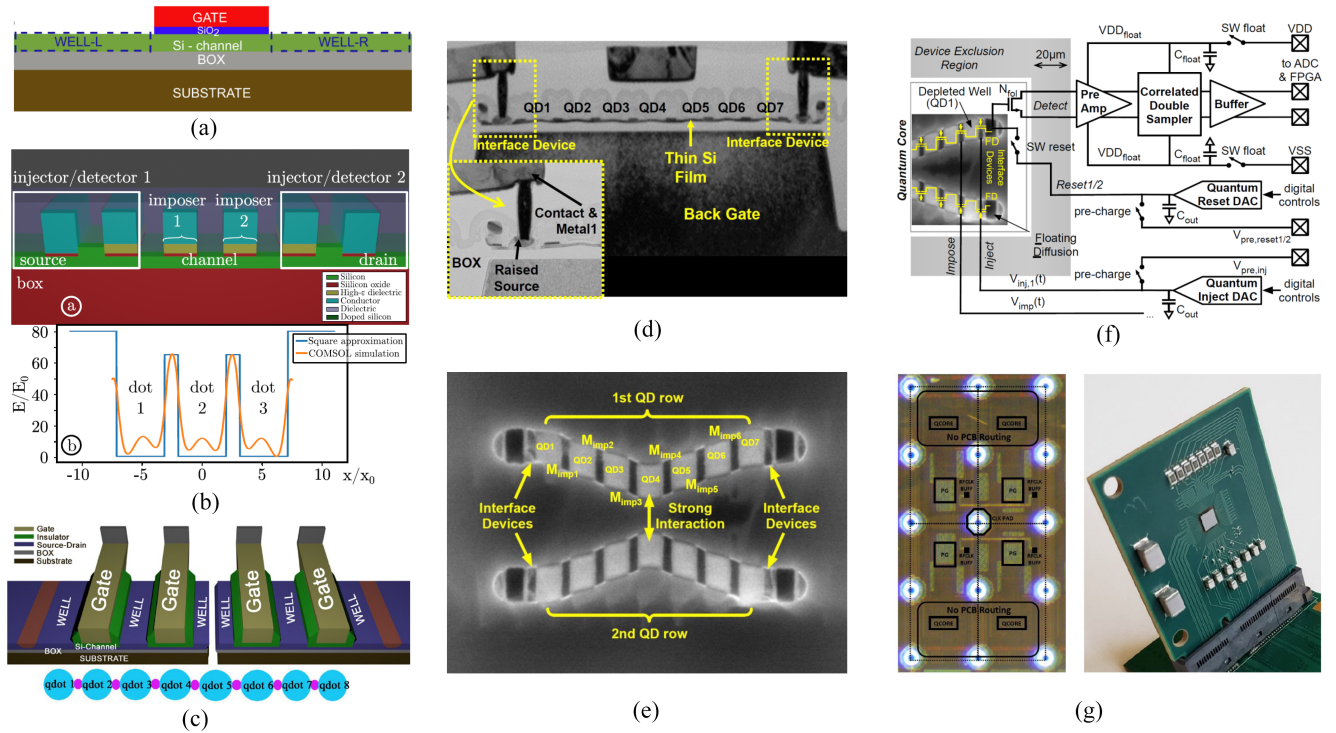 GATE
SiO2
WELL-L
Si - channel
WELL-R
BOX
SUBSTRATE
(a)
injector/detector 1
injector/detector 2
imposer
1
imposer
2
source
channel
drain
box
Silicon
Siilicon oxide
High-ε dielectric
Conductor
Dielectric
Doped silicon
a
E/E0
80
60
40
20
0
Square approximation
COMSOL simulation
dot
1
dot
2
dot
3
b
-10
-5
0
5
10
x/x0
(b)
Gate
Insulator
Source-Drain
BOX
Substrate
WELL
Gate
WELL
Gate
WELL
WELL
Gate
WELL
Gate
WELL
Si-Channel
BOX
SUBSTRATE
qdot 1
qdot 2
qdot 3
qdot 4
qdot 5
qdot 6
qdot 7
qdot 8
(c)
QD1 QD2 QD3 QD4 QD5 QD6 QD7
Interface Device
Interface Device
Thin Si
Film
Contact &
Metal1
Back Gate
BOX
Raised
Source
(d)
1st QD row
QD1
QD2
QD3
QD4
QD5
QD6
QD7
Mimp1
Mimp2
Mimp3
Mimp4
Mimp5
Mimp6
Interface
Devices
Strong
Interaction
Interface
Devices
2nd QD row
(e)
Device Exclusion
Region
20μm
VDDfloat
SW float
VDD
Cfloat
to ADC
& FPGA
Depleted Well
(QD1)
Nfol
Detect
Pre
Amp
Correlated
Double
Sampler
Buffer
Quantum Core
FD
Interface
Devices
FD
SW reset
VDDfloat
Cfloat
SW float
VSS
Reset1/2
Quantum
Reset DAC
digital
controls
pre-charge
Cout
Vpre,reset1/2
Floating
Diffusion
Impose
Inject
pre-charge
Vpre,inj
Vinj,1(t)
Vimp(t)
Quantum
Inject DAC
digital
controls
Cout
...
(f)
QCORE
QCORE
No PCB Routing
PG
RFCLK
BUFF
PG
RFCLK
BUFF
CLK PAD
PG
RFCLK
BUFF
PG
RFCLK
BUFF
No PCB Routing
QCORE
QCORE
(g)